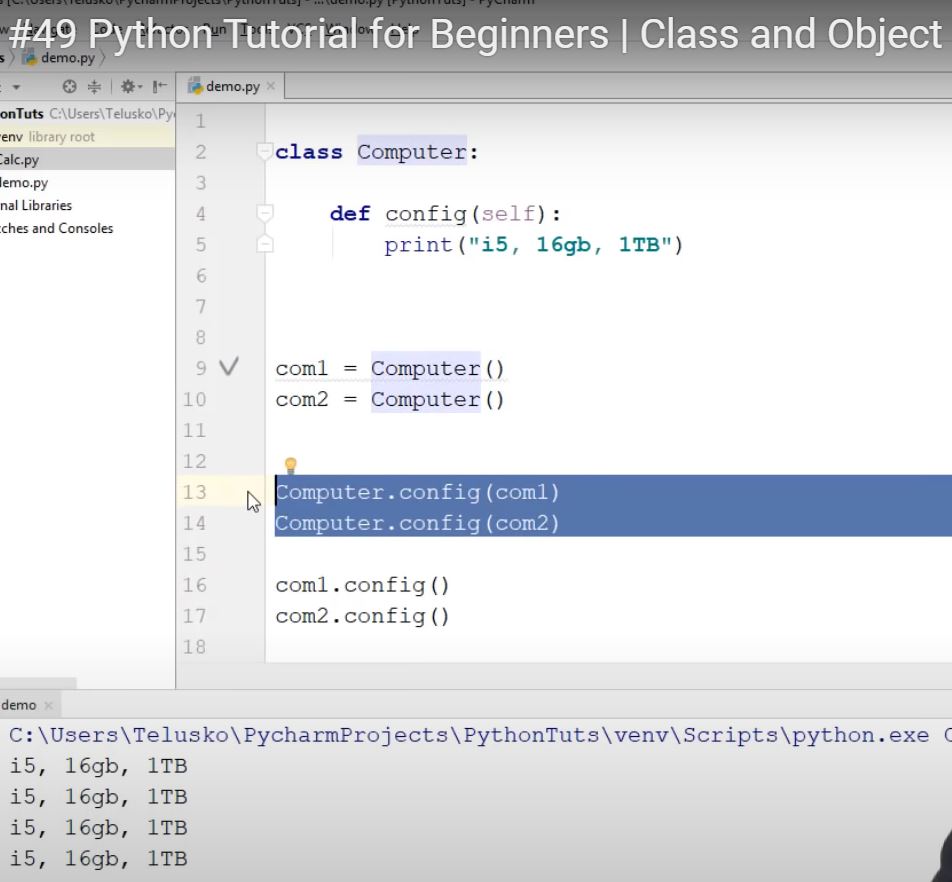 #49 Python Tutorial for Beginners | Class and Object
demo.py
demo.py
onTuts C:\Users\Telusko\Py
env library root
Calc.py
demo.py
nal Libraries
tches and Consoles
1
2 class Computer:
3
4 def config(self):
5 print("i5, 16gb, 1TB")
6
7
8
9 com1 = Computer()
10 com2 = Computer()
11
12
13 Computer.config(com1)
14 Computer.config(com2)
15
16 com1.config()
17 com2.config()
18
demo
C:\Users\Telusko\PycharmProjects\PythonTuts\venv\Scripts\python.exe
i5, 16gb, 1TB
i5, 16gb, 1TB
i5, 16gb, 1TB
i5, 16gb, 1TB